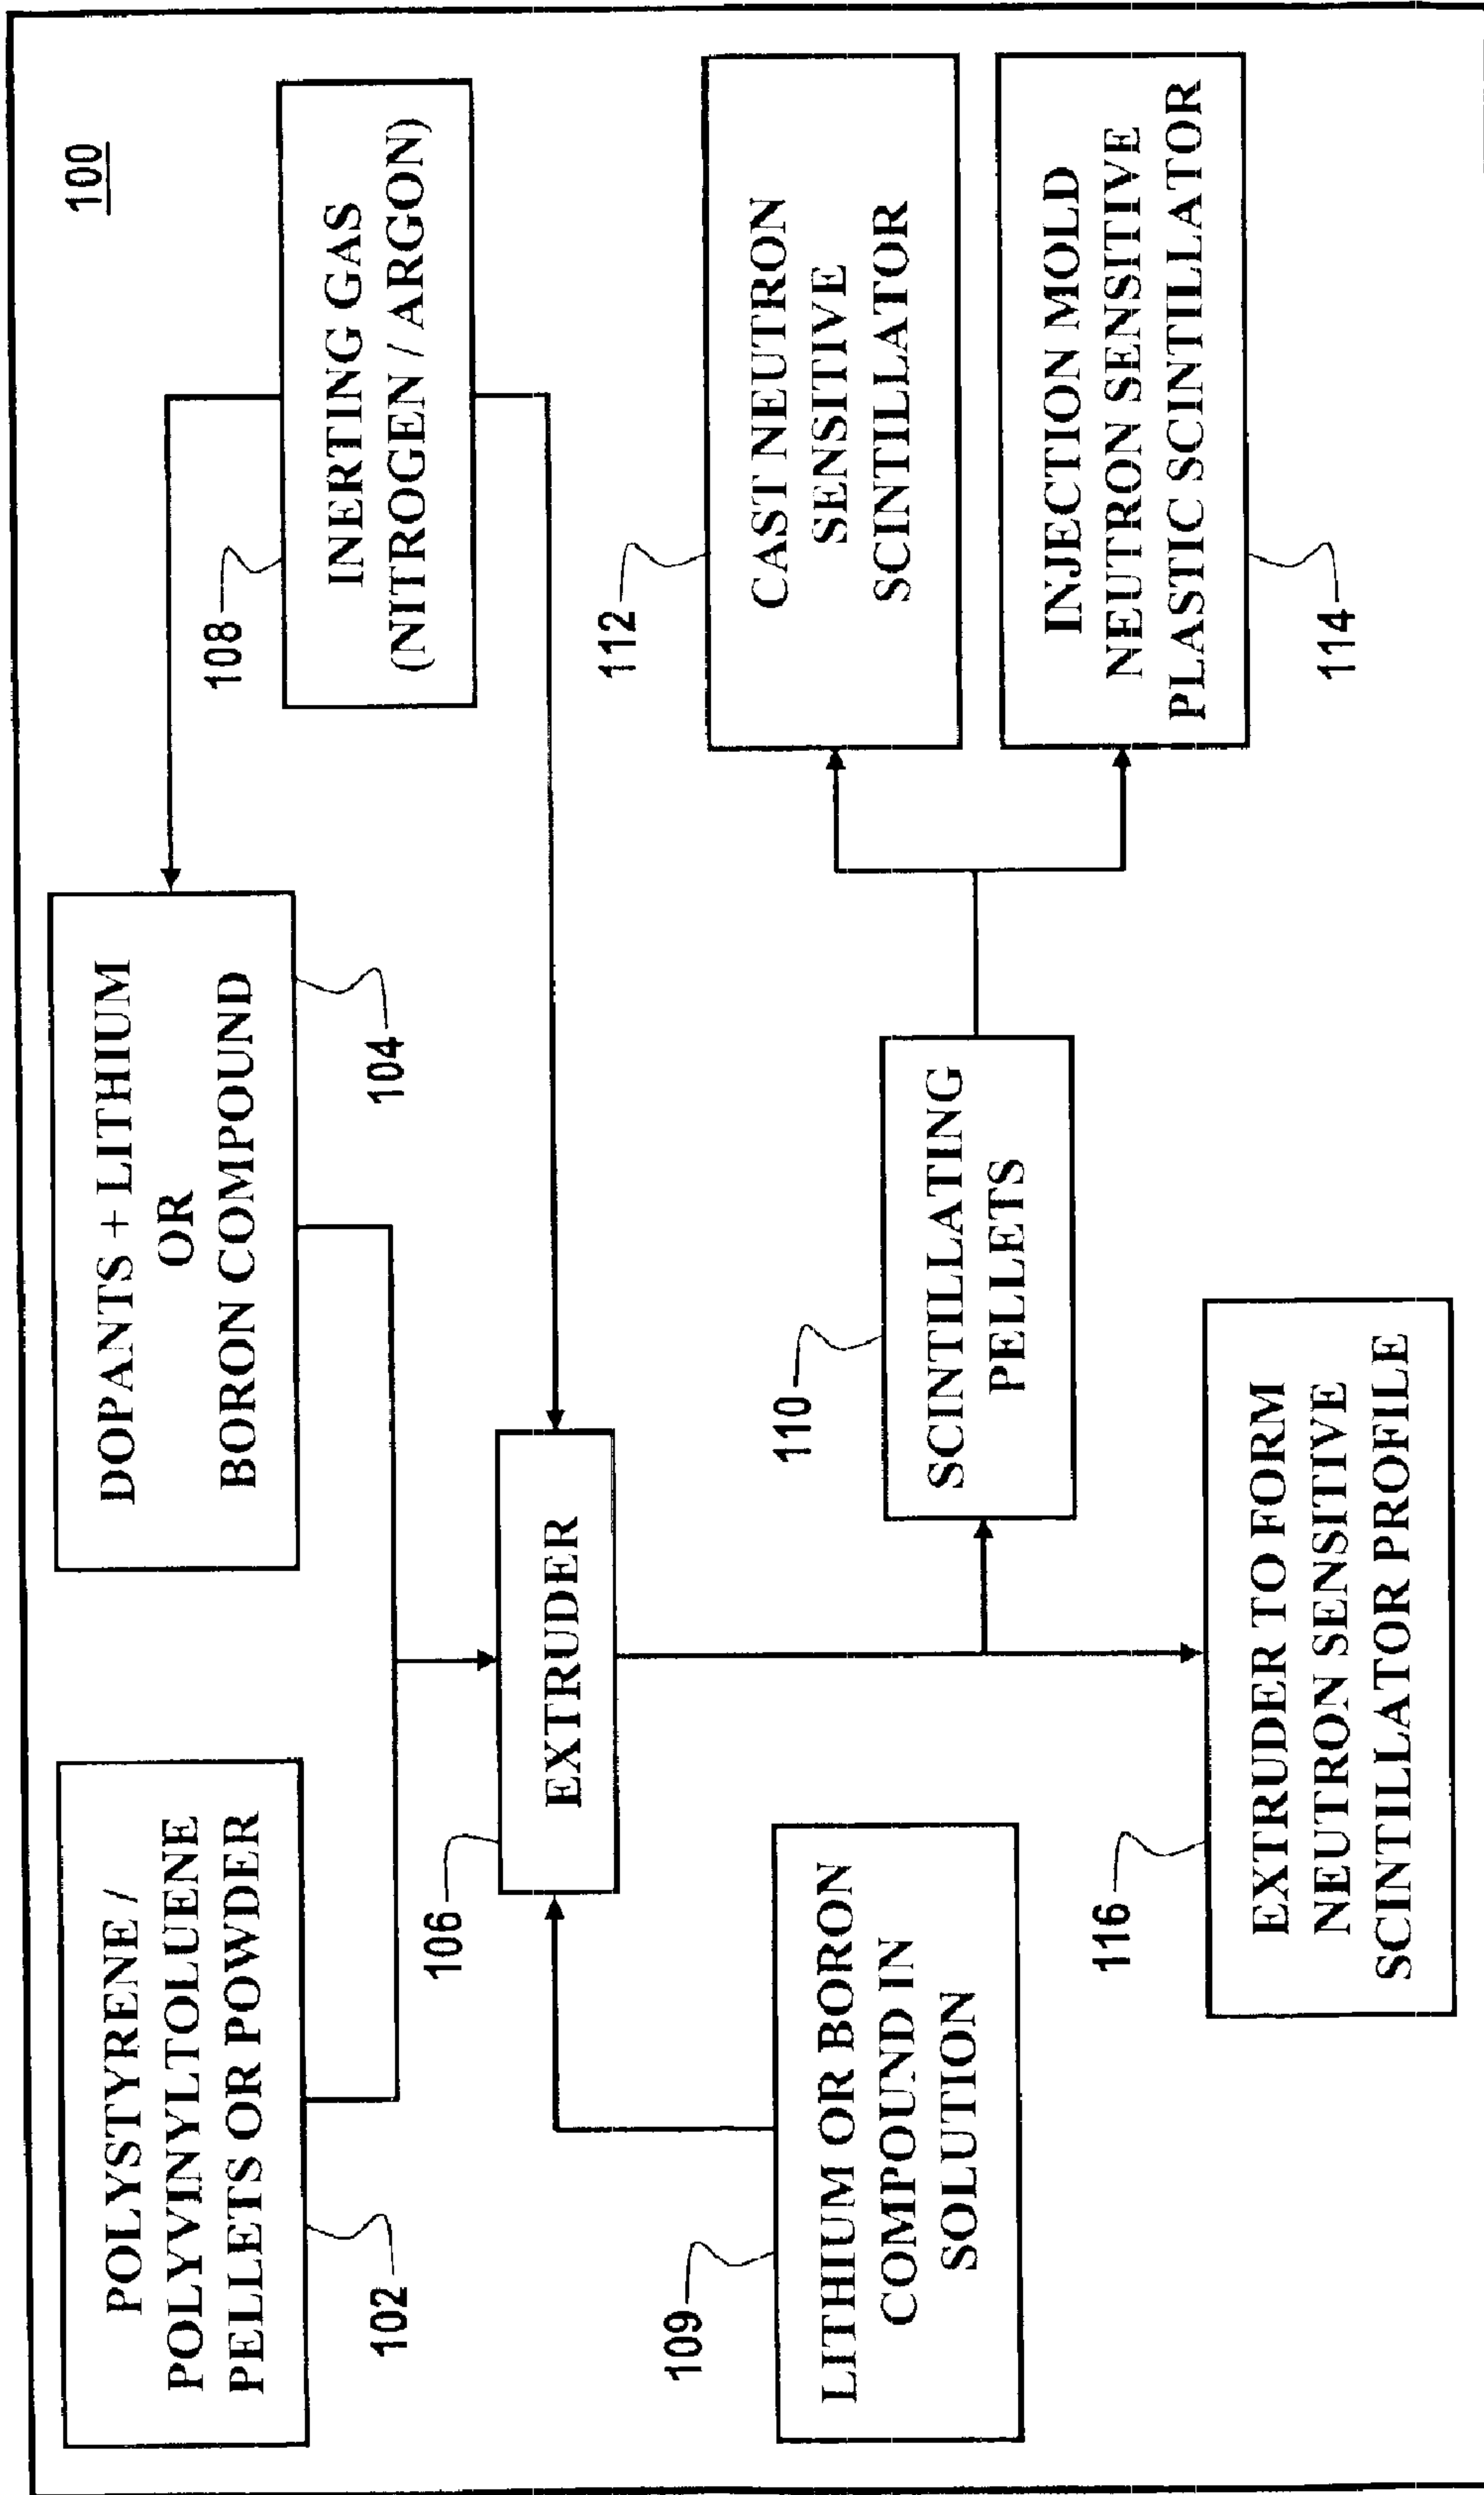 100
POLYSTYRENE /
POLYVINYLTOLUENE
PELLETS OR POWDER
102
DOPANTS + LITHIUM
OR
BORON COMPOUND
104
108
INERTING GAS
(NITROGEN / ARGON)
106
EXTRUDER
109
LITHIUM OR BORON
COMPOUND IN
SOLUTION
110
SCINTILLATING
PELLETS
112
CAST NEUTRON
SENSITIVE
SCINTILLATOR
INJECTION MOLD
NEUTRON SENSITIVE
PLASTIC SCINTILLATOR
114
116
EXTRUDER TO FORM
NEUTRON SENSITIVE
SCINTILLATOR PROFILE